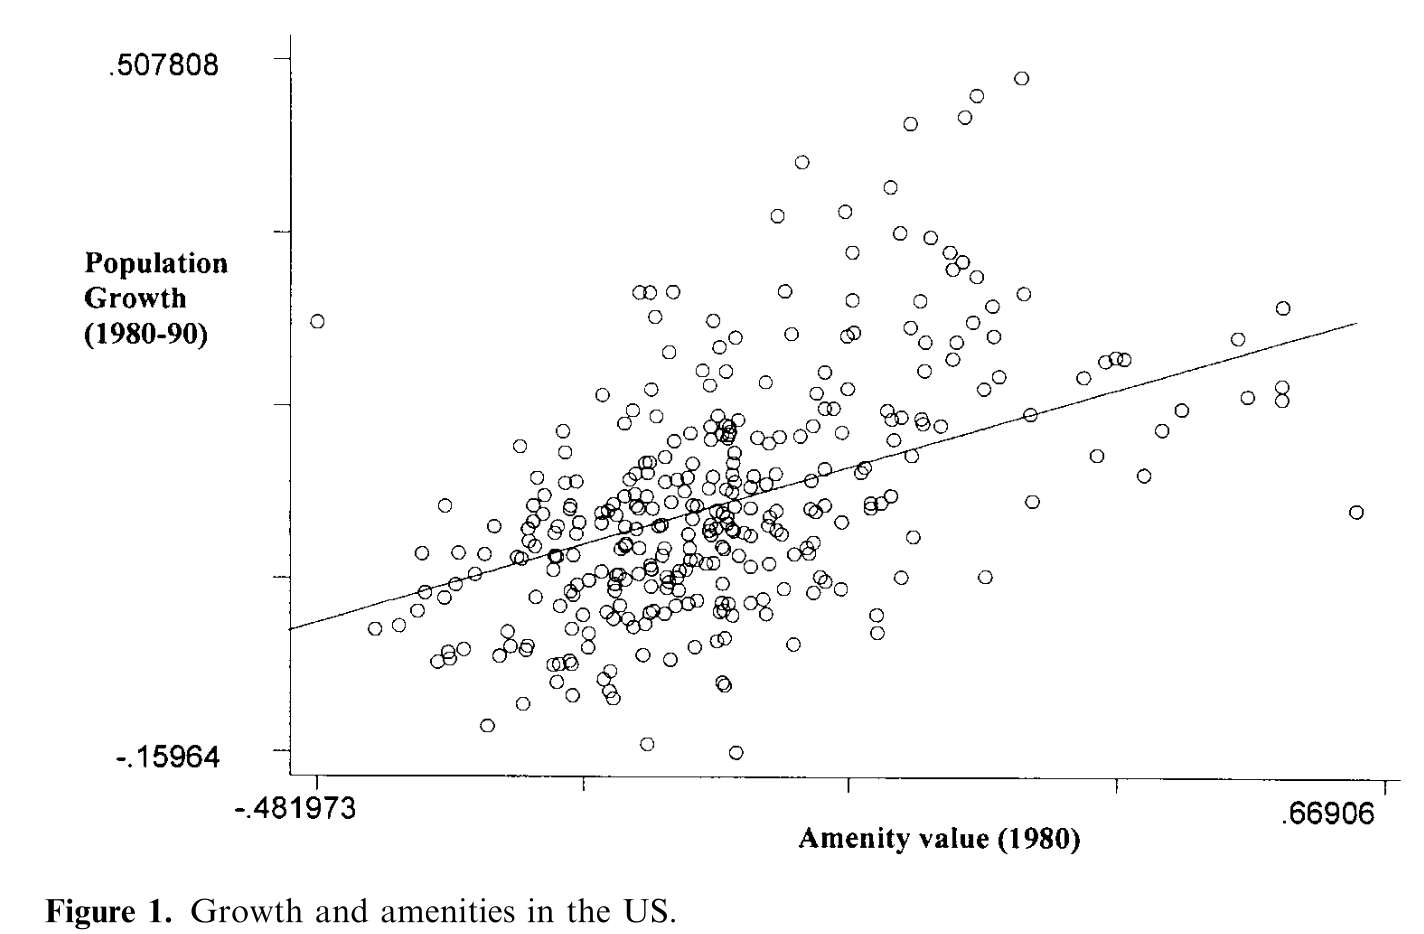 .507808
Population
Growth
(1980-90)
-.15964
-.481973
.66906
Amenity value (1980)
Figure 1. Growth and amenities in the US.